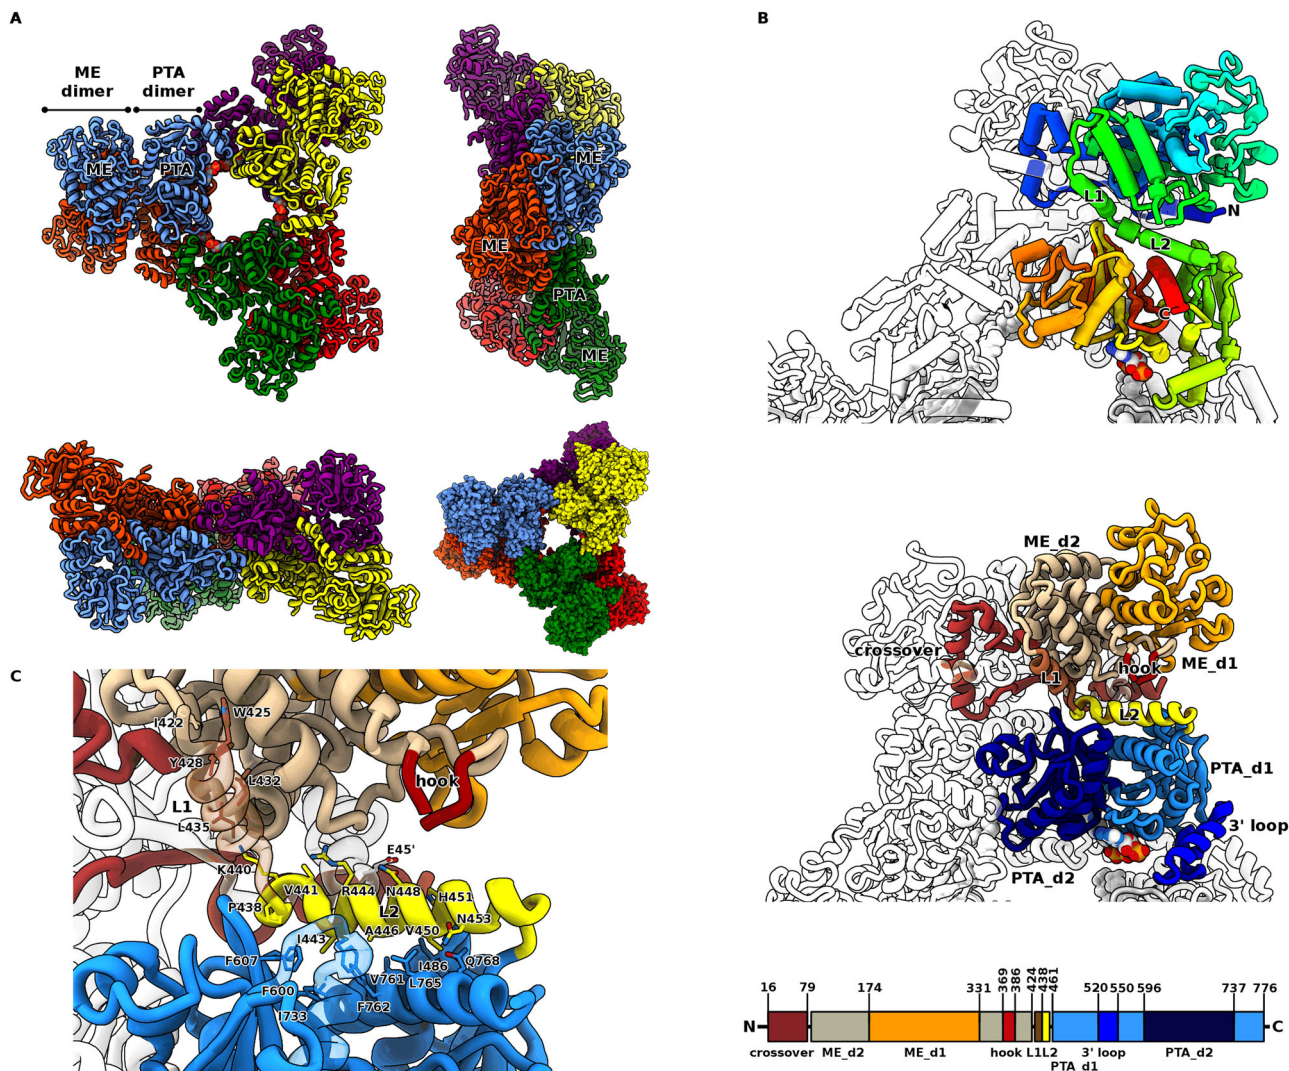 A
ME
dimer
PTA
dimer
ME
PTA
ME
ME
PTA
ME
B
L1
N
L2
C
ME_d2
crossover
L1
hook
ME_d1
L2
PTA_d1
3' loop
PTA_d2
C
I422
W425
Y428
L432
L1
L435
hook
K440
E45'
V441
R444
N448
H451
P438
L2
N453
I443
A446
V450
F607
I486
Q768
V761
L765
F600
F762
I733
16
79
174
331
369
386
424
438
461
520
550
596
737
776
N
C
crossover
ME_d2
ME_d1
hook
L1
L2
3' loop
PTA_d2
PTA_d1